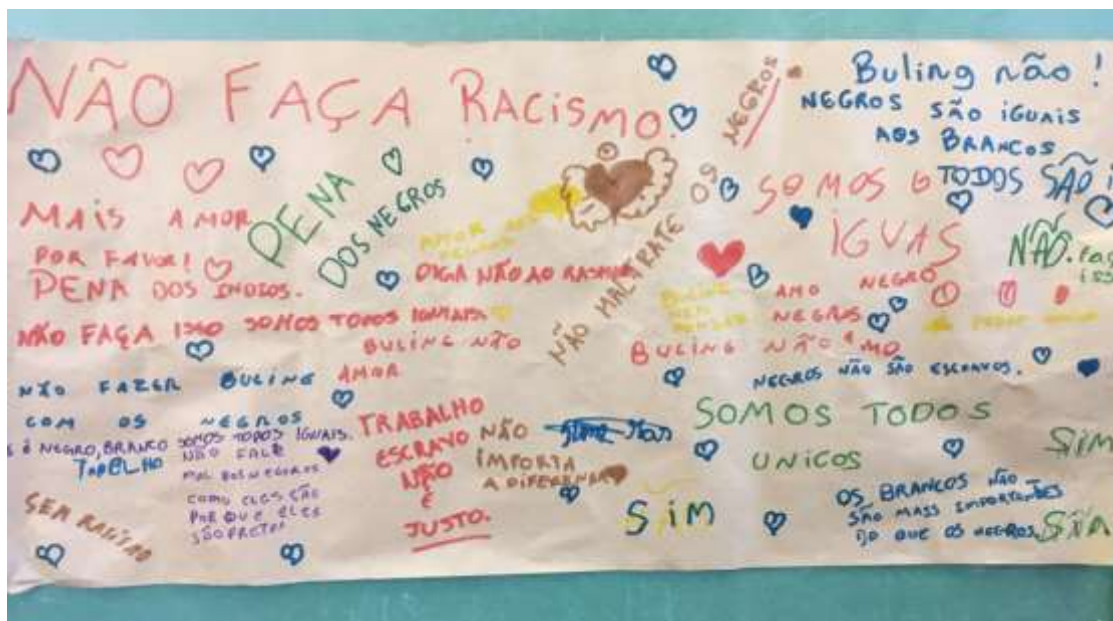 NÃO FAÇA RACISMO.
MAIS AMOR
POR FAVOR!
PENA DOS INDIOS.
NÃO FAÇA ISSO SOMOS TODOS IGUAIS.
PENA
DOS NEGROS
AMOR
DIGA NÃO AO
BULING NÃO
AMOR
NÃO MALTRATE OS NEGROS.
Buling não!
NEGROS SÃO iGUAIS
AOS BRANCOS
SOMOS
TODOS SÃO
IGUAS
NÃO.
AMO NEGRO
NEGROS
BULING NÃO
NEGROS NÃO SÃO ESCRAVOS.
NÃO FAZER BULING
COM OS NEGROS
É NEGRO, BRANCO SOMOS TODOS IGUAIS.
NÃO FALE
MAL DOS NEGROS
COMO ELES SÃO
POR QUE ELES
SÃO PRETOS
SEM RACISMO
TRABALHO
ESCRAVO
NÃO
É
JUSTO.
NÃO
IMPORTA
A DIFERENÇA
SiM
SOMOS TODOS
UNiCOS
OS BRANCOS NÃO
SÃO MASS IMPORTANTES
DO QUE OS NEGROS.
SiM
SiM